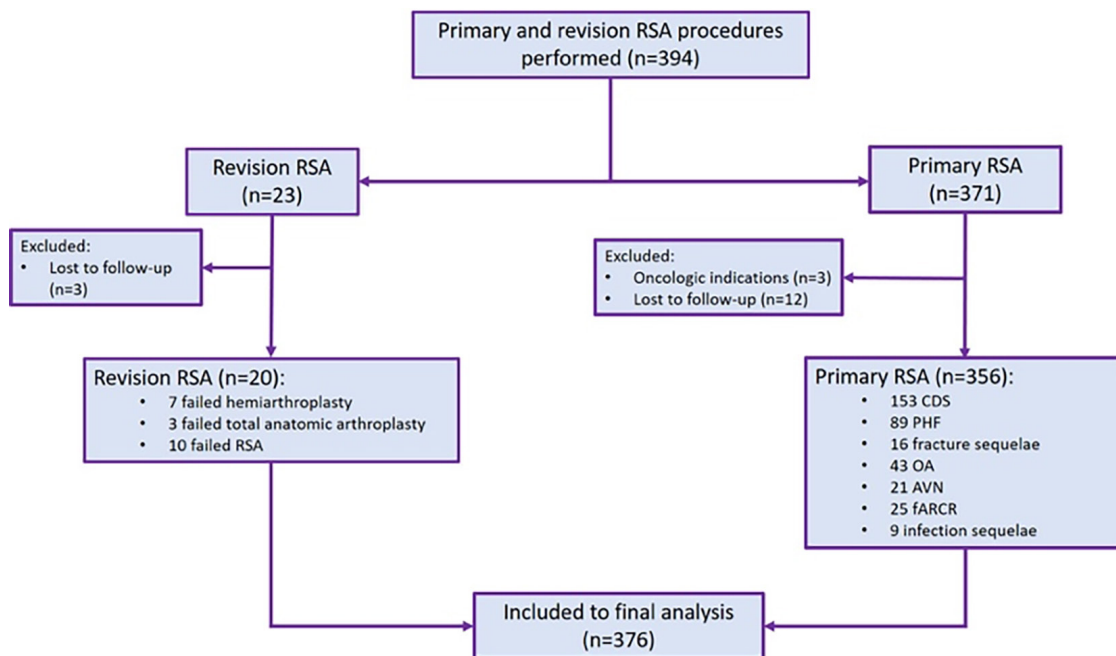 Primary and revision RSA procedures
performed (n=394)
Revision RSA
(n=23)
Primary RSA
(n=371)
Excluded:
• Lost to follow-up
(n=3)
Excluded:
• Oncologic indications (n=3)
• Lost to follow-up (n=12)
Revision RSA (n=20):
• 7 failed hemiarthroplasty
• 3 failed total anatomic arthroplasty
• 10 failed RSA
Primary RSA (n=356):
• 153 CDS
• 89 PHF
• 16 fracture sequelae
• 43 OA
• 21 AVN
• 25 fARCR
• 9 infection sequelae
Included to final analysis
(n=376)